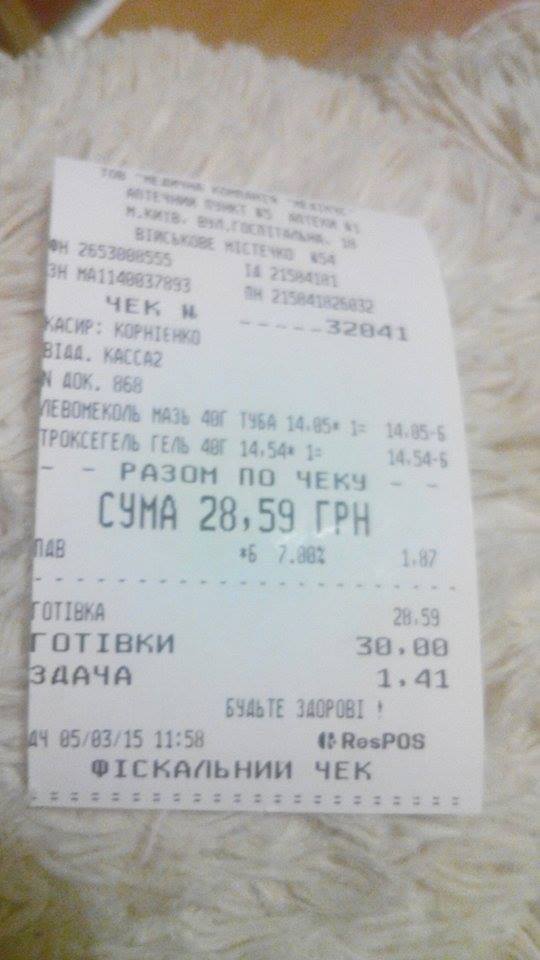 ТОВ "МЕДИЧНА КОМПАНІЯ
АПТЕЧНИЙ ПУНКТ №5 АПТЕКИ №1
М.КИЇВ, ВУЛ.ГОСПІТАЛЬНА, 18
ВІЙСЬКОВЕ МІСТЕЧКО №54
ФН 2653008555 ІД 21584181
ЗН МА1140037893 ПН 215841826032
ЧЕК № -----32041
КАСИР: КОРНІЄНКО
ВІДД. КАССА2
N ДОК. 868
ЛЕВОМЕКОЛЬ МАЗЬ 40Г ТУБА 14.05* 1= 14.05-Б
ТРОКСЕГЕЛЬ ГЕЛЬ 40Г 14.54* 1= 14.54-Б
- - РАЗОМ ПО ЧЕКУ - -
СУМА 28,59 ГРН
ПДВ *Б 7.00% 1.87
ГОТІВКА 28.59
ГОТІВКИ 30.00
ЗДАЧА 1.41
БУДЬТЕ ЗДОРОВІ !
ДЧ 05/03/15 11:58 ResPOS
ФІСКАЛЬНИЙ ЧЕК